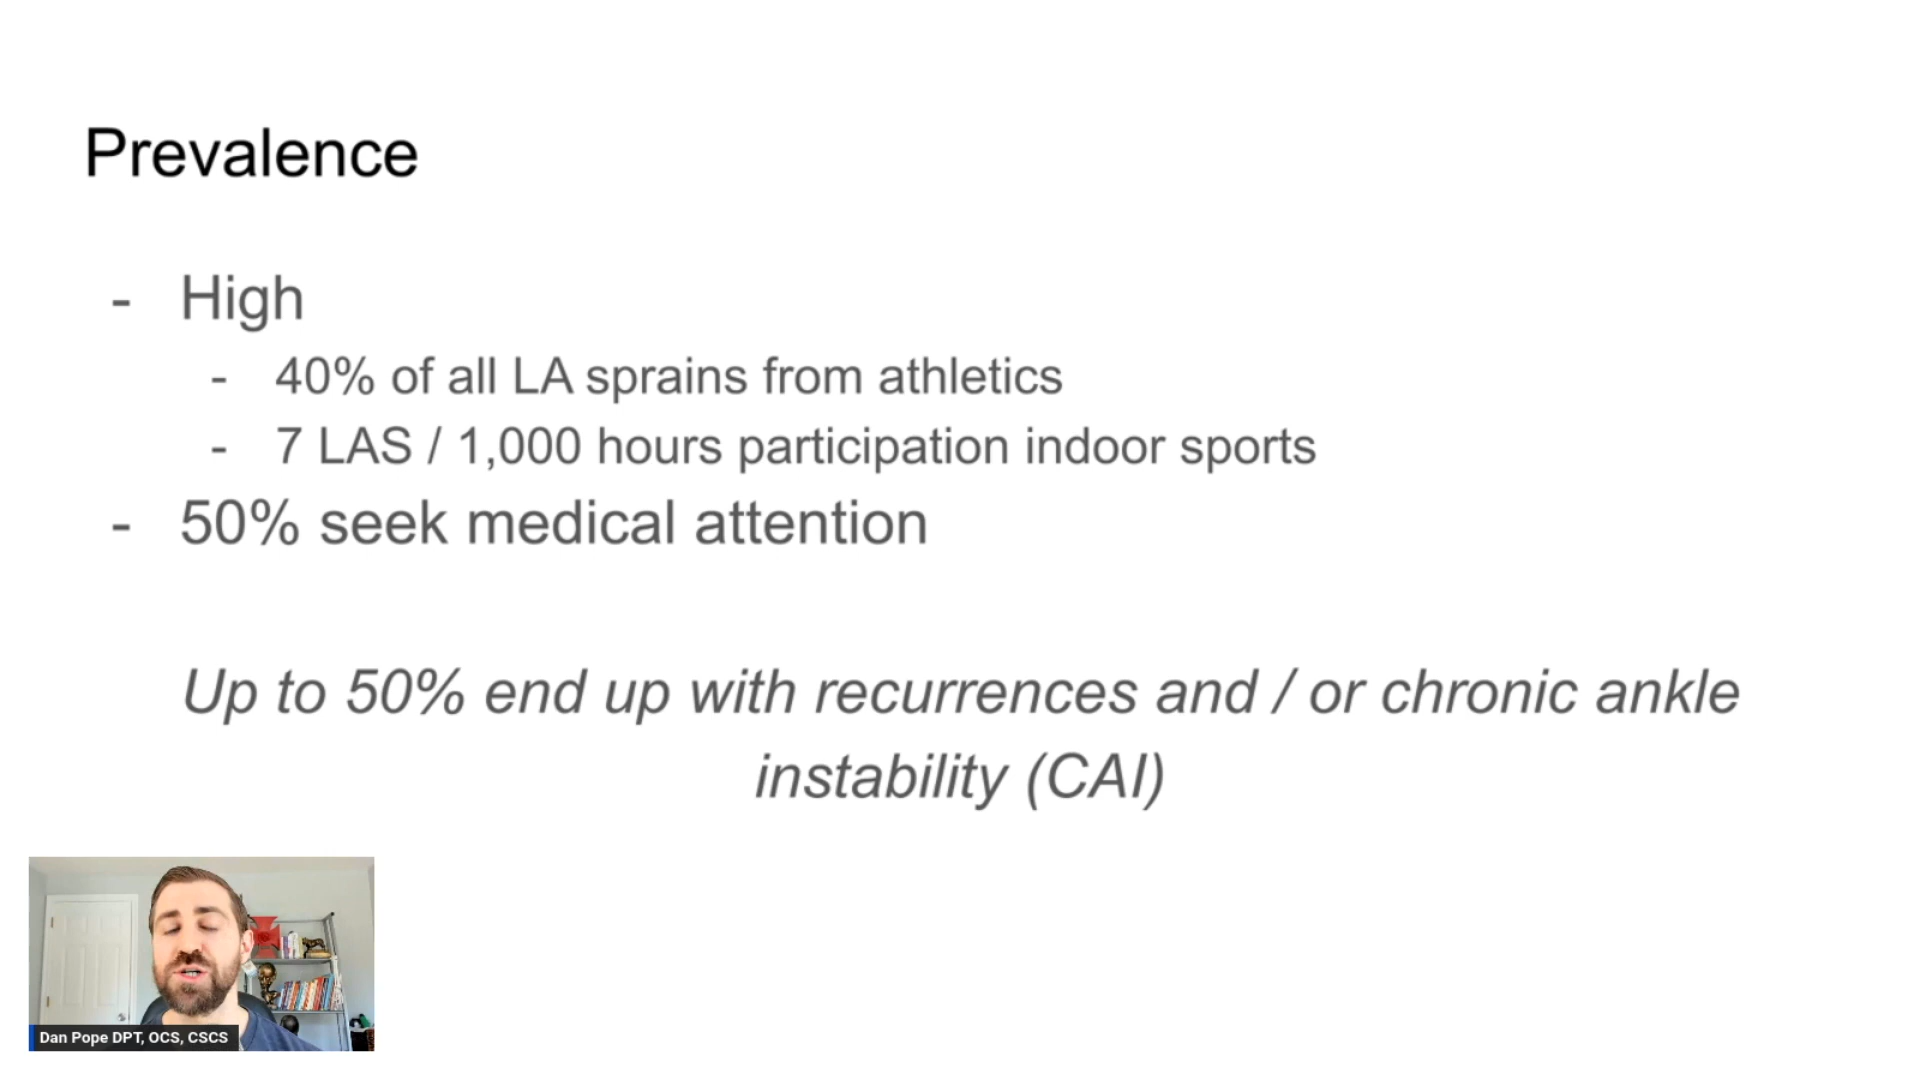 Prevalence
- High
- 40% of all LA sprains from athletics
- 7 LAS / 1,000 hours participation indoor sports
- 50% seek medical attention
Up to 50% end up with recurrences and / or chronic ankle
instability (CAI)
Dan Pope DPT, OCS, CSCS